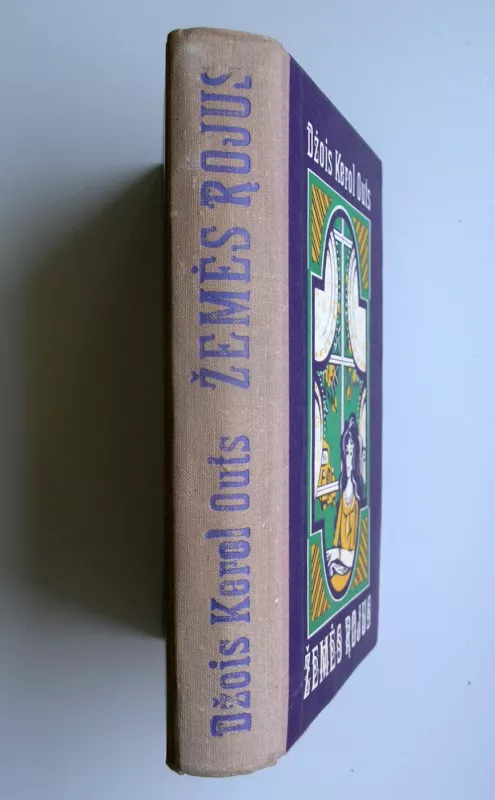 Džois Kerol Outs ŽEMĖS ROJUS
Džois Kerol Outs
ŽEMĖS ROJUS